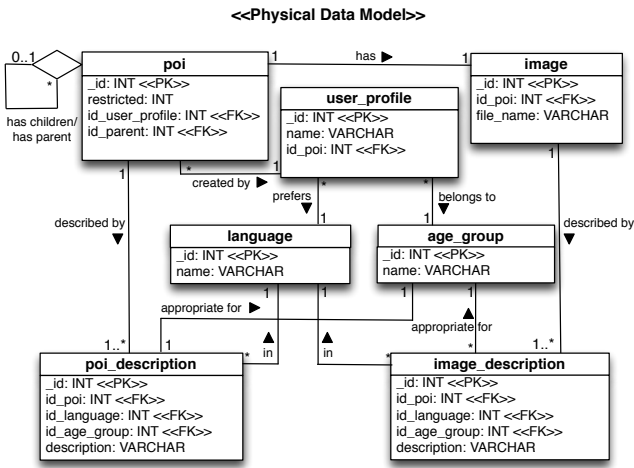 <<Physical Data Model>>
poi
_id: INT <<PK>>
restricted: INT
id_user_profile: INT <<FK>>
id_parent: INT <<FK>>
0..1
*
has children/
has parent
1
has
1
image
_id: INT <<PK>>
id_poi: INT <<FK>>
file_name: VARCHAR
user_profile
_id: INT <<PK>>
name: VARCHAR
id_poi: INT <<FK>>
1
*
created by
1
*
prefers
*
belongs to
1
described by
described by
1
1
language
_id: INT <<PK>>
name: VARCHAR
age_group
_id: INT <<PK>>
name: VARCHAR
1
1
1
1
appropriate for
appropriate for
1..*
1
*
in
in
*
*
1..*
poi_description
_id: INT <<PK>>
id_poi: INT <<FK>>
id_language: INT <<FK>>
id_age_group: INT <<FK>>
description: VARCHAR
image_description
_id: INT <<PK>>
id_poi: INT <<FK>>
id_language: INT <<FK>>
id_age_group: INT <<FK>>
description: VARCHAR